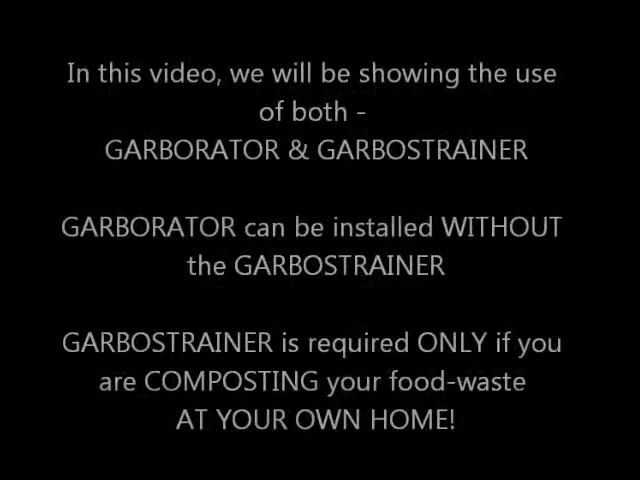 In this video, we will be showing the use
of both -
GARBORATOR & GARBOSTRAINER
GARBORATOR can be installed WITHOUT
the GARBOSTRAINER
GARBOSTRAINER is required ONLY if you
are COMPOSTING your food-waste
AT YOUR OWN HOME!